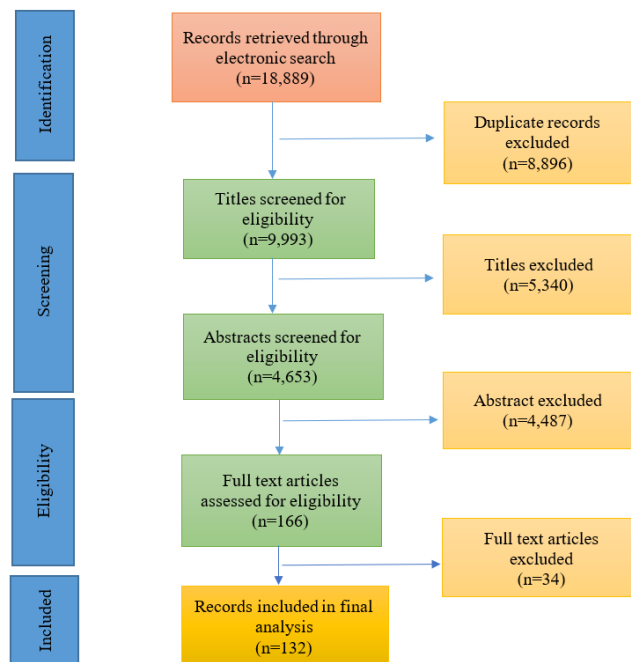 Identification
Records retrieved through
electronic search
(n=18,889)
Duplicate records
excluded
(n=8,896)
Screening
Titles screened for
eligibility
(n=9,993)
Titles excluded
(n=5,340)
Abstracts screened for
eligibility
(n=4,653)
Abstract excluded
(n=4,487)
Eligibility
Full text articles
assessed for eligibility
(n=166)
Full text articles
excluded
(n=34)
Included
Records included in final
analysis
(n=132)